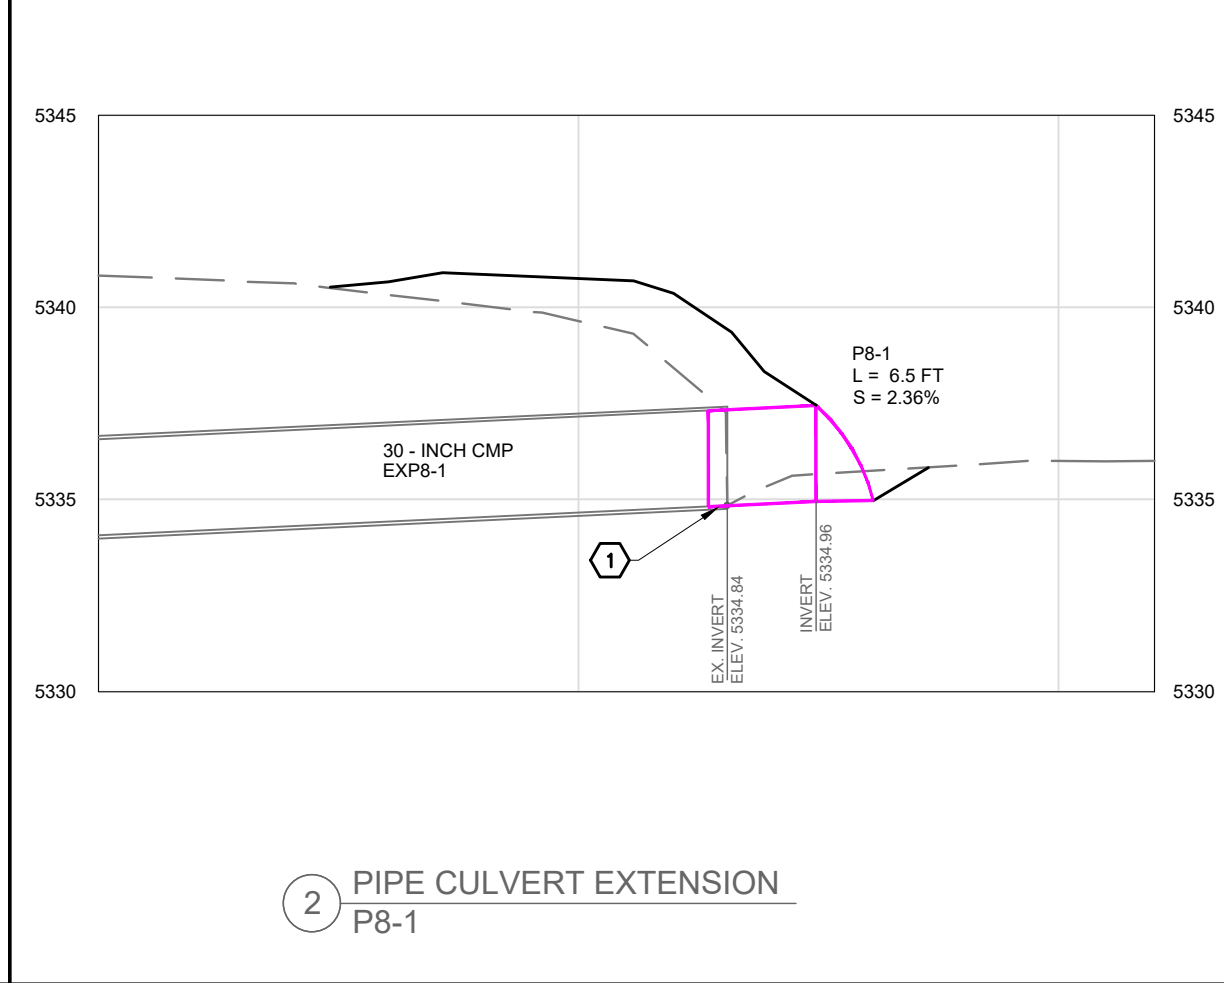 5345
5345
5340
5340
P8-1
L =  6.5 FT
S = 2.36%
30 - INCH CMP
EXP8-1
5335
5335
1
EX. INVERT
ELEV. 5334.84
INVERT
ELEV. 5334.96
5330
5330
2
PIPE CULVERT EXTENSION
P8-1